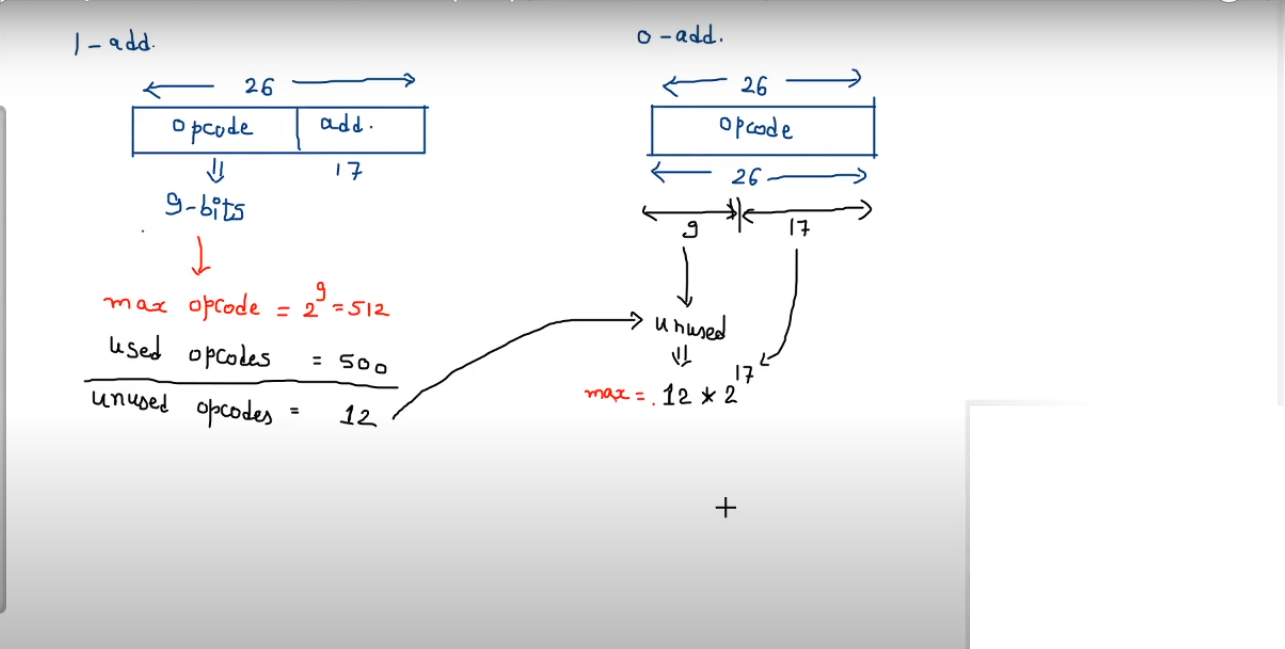 1-add.
26
opcode add.
17
9-bits
max opcode = 2^9 = 512
used opcodes = 500
unused opcodes = 12
0-add.
26
opcode
26
9 17
unused
max = . 12 * 2^17